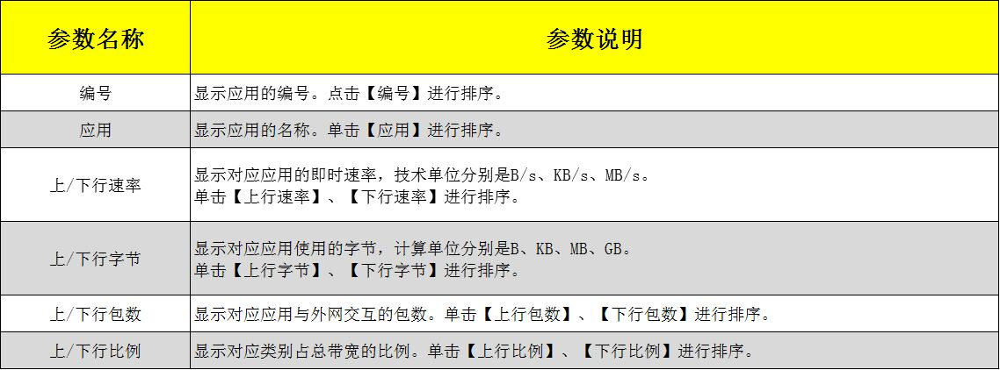 参数名称 参数说明
编号 显示应用的编号。点击【编号】进行排序。
应用 显示应用的名称。单击【应用】进行排序。
上/下行速率 显示对应应用的即时速率，技术单位分别是B/s、KB/s、MB/s。
单击【上行速率】、【下行速率】进行排序。
上/下行字节 显示对应应用使用的字节，计算单位分别是B、KB、MB、GB。
单击【上行字节】、【下行字节】进行排序。
上/下行包数 显示对应应用与外网交互的包数。单击【上行包数】、【下行包数】进行排序。
上/下行比例 显示对应类别占总带宽的比例。单击【上行比例】、【下行比例】进行排序。